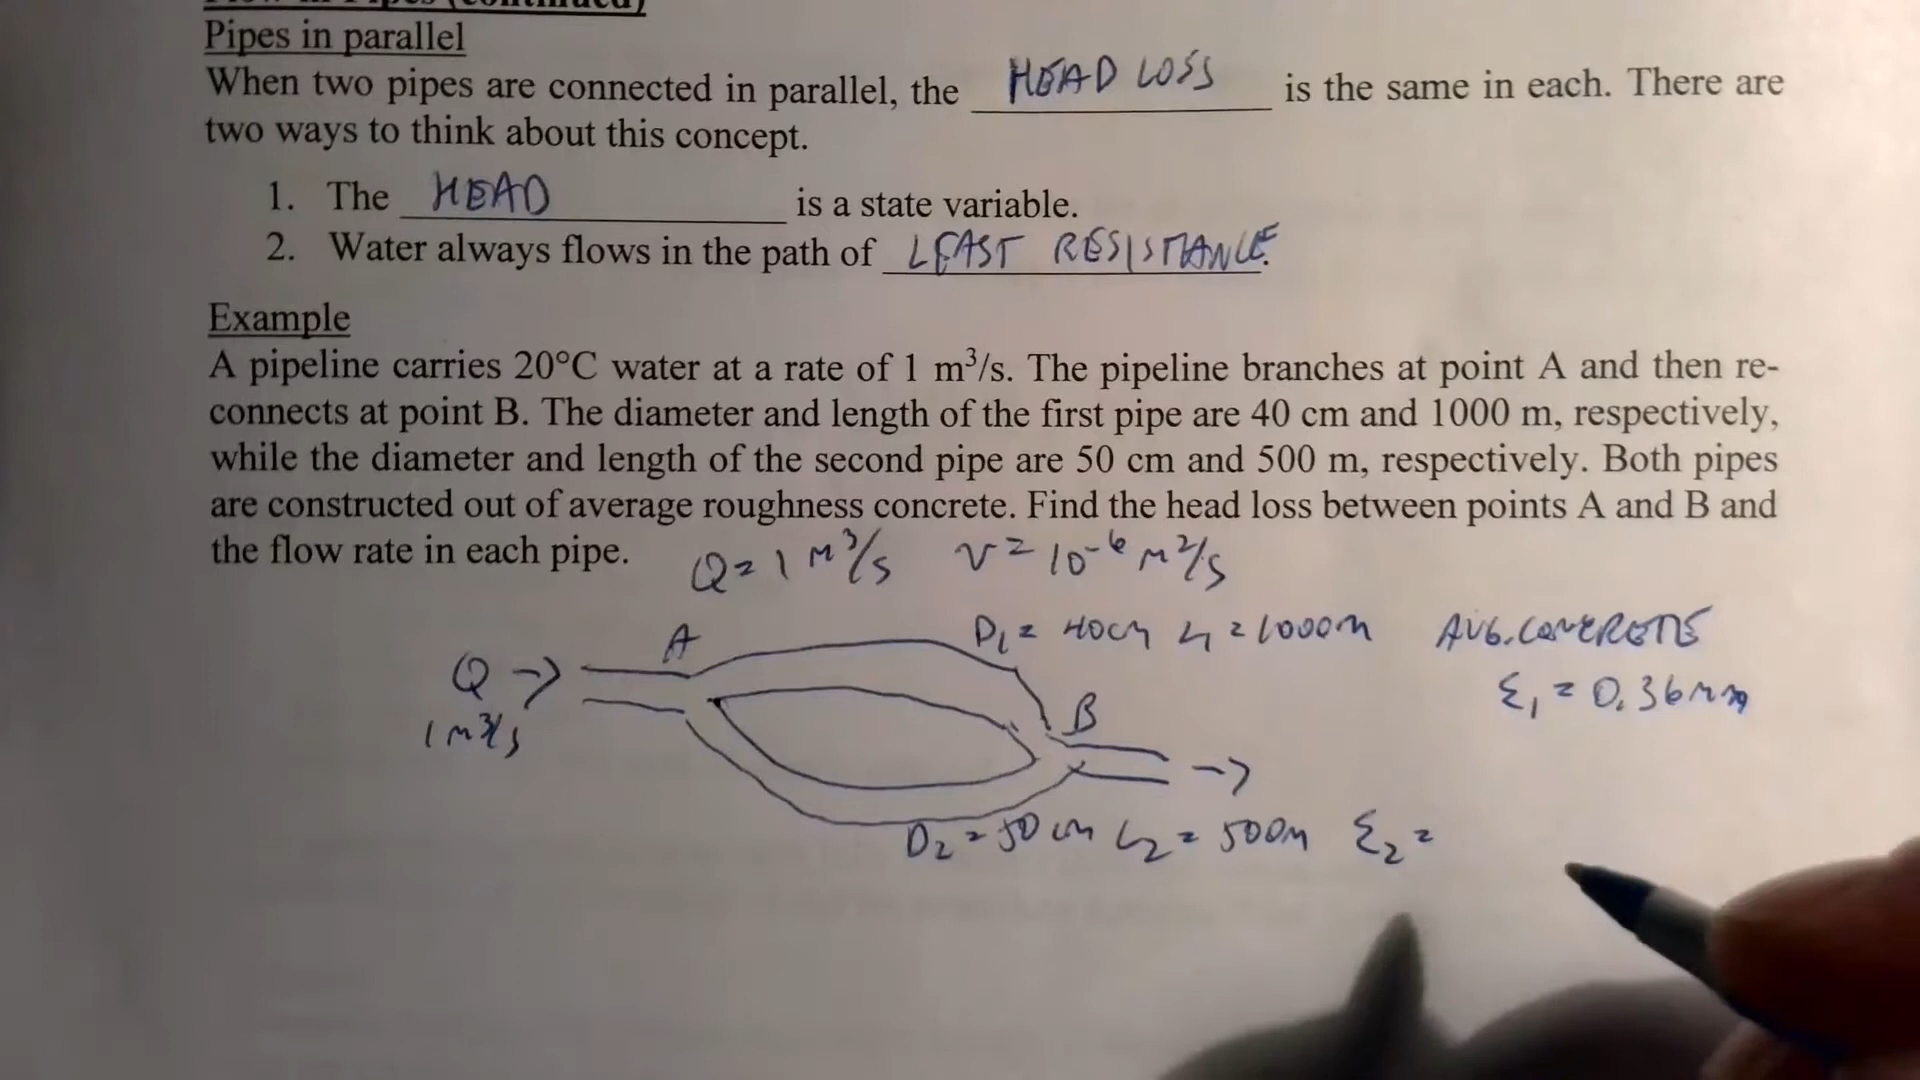 Flow in Pipes (continued)
Pipes in parallel
When two pipes are connected in parallel, the HEAD LOSS is the same in each. There are
two ways to think about this concept.
1. The HEAD is a state variable.
2. Water always flows in the path of LEAST RESISTANCE.
Example
A pipeline carries 20°C water at a rate of 1 m³/s. The pipeline branches at point A and then re-
connects at point B. The diameter and length of the first pipe are 40 cm and 1000 m, respectively,
while the diameter and length of the second pipe are 50 cm and 500 m, respectively. Both pipes
are constructed out of average roughness concrete. Find the head loss between points A and B and
the flow rate in each pipe. Q = 1 m³/s ν = 10⁻⁶ m²/s
D₁ = 40cm L₁ = 1000m AVG. CONCRETE
A
Q →
ε₁ = 0.36mm
B
1 m³/s
→
D₂ = 50 cm L₂ = 500m ε₂ =